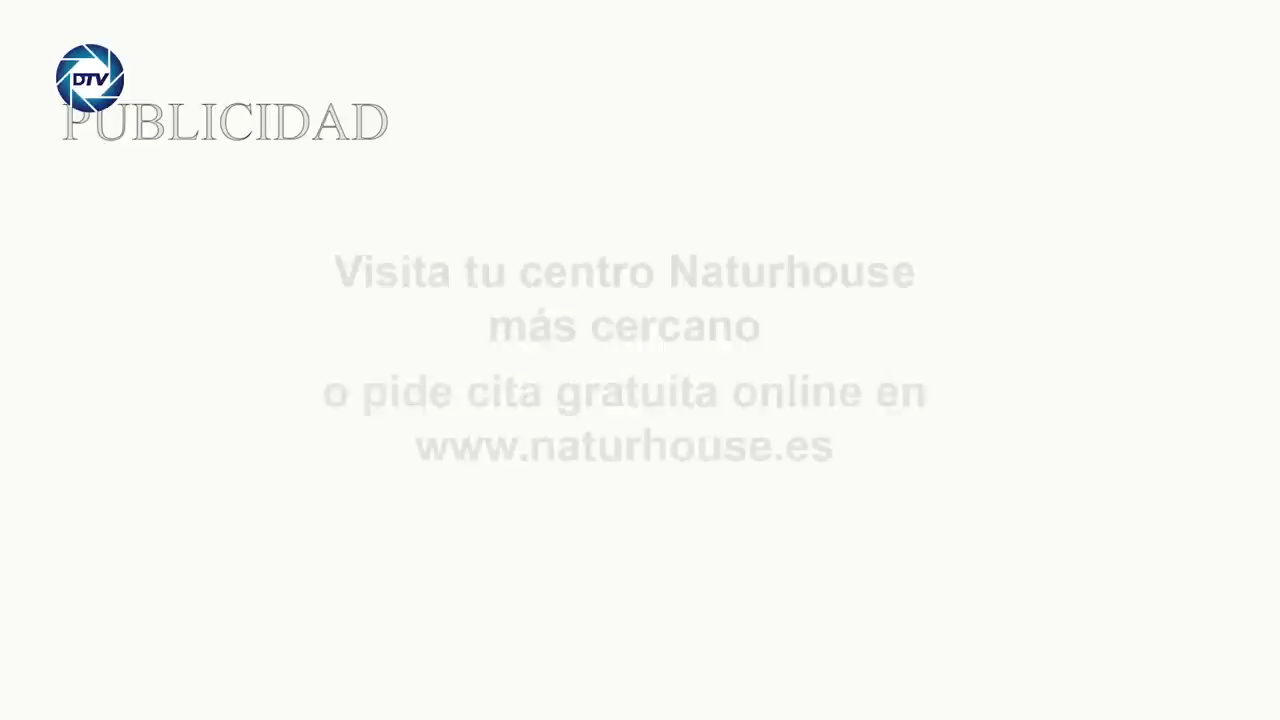 DTV
PUBLICIDAD
Visita tu centro Naturhouse
más cercano
o pide cita gratuita online en
www.naturhouse.es